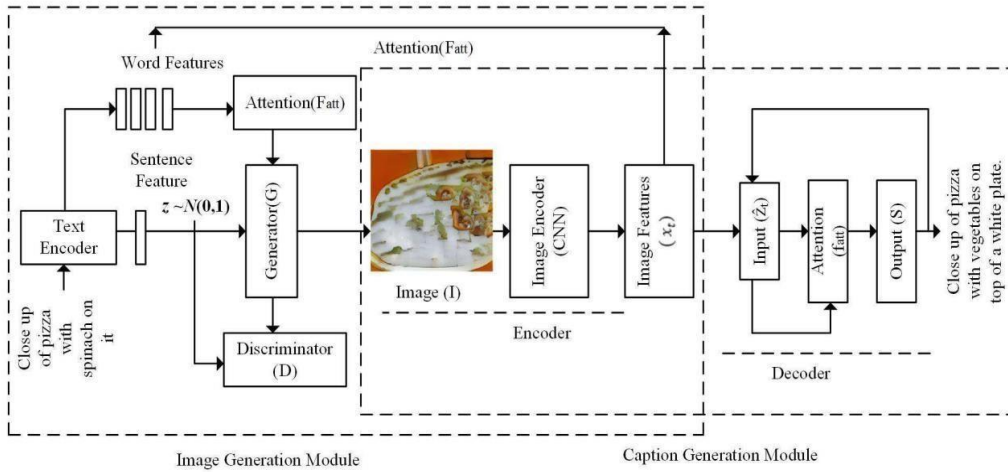 Attention(Fatt)
Word Features
Attention(Fatt)
Sentence
Feature
z ~N(0,1)
Text
Encoder
Close up
of pizza
with
spinach on
it
Generator(G)
Discriminator
(D)
Image (I)
Image Encoder
(CNN)
Image Features
( xₜ)
Encoder
Input (Ẑt)
Attention
(fatt)
Output (S)
Decoder
Close up of pizza
with vegetables on
top of a white plate.
Image Generation Module
Caption Generation Module